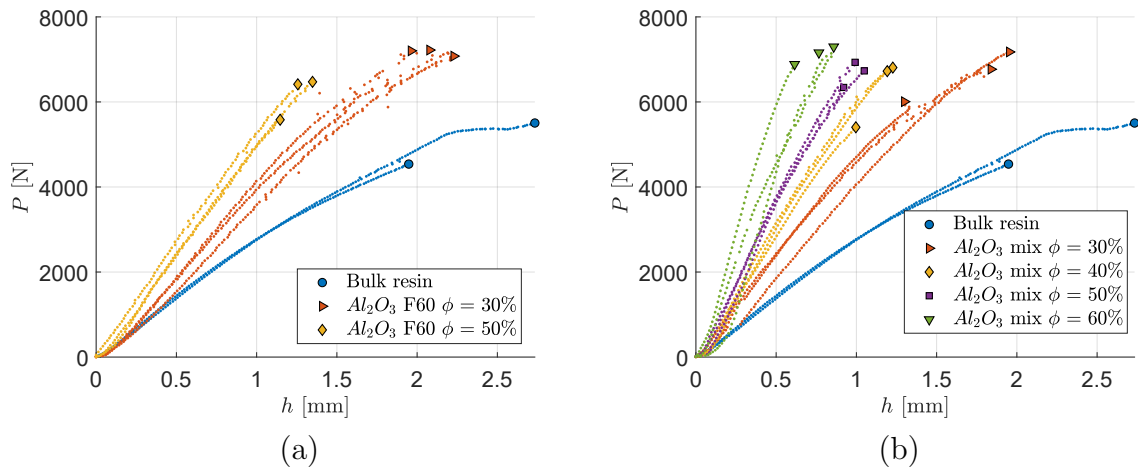 8000
6000
4000
2000
0
P [N]
0 0.5 1 1.5 2 2.5
h [mm]
Bulk resin
Al₂O₃ F60 ϕ = 30%
Al₂O₃ F60 ϕ = 50%
(a)
8000
6000
4000
2000
0
P [N]
0 0.5 1 1.5 2 2.5
h [mm]
Bulk resin
Al₂O₃ mix ϕ = 30%
Al₂O₃ mix ϕ = 40%
Al₂O₃ mix ϕ = 50%
Al₂O₃ mix ϕ = 60%
(b)